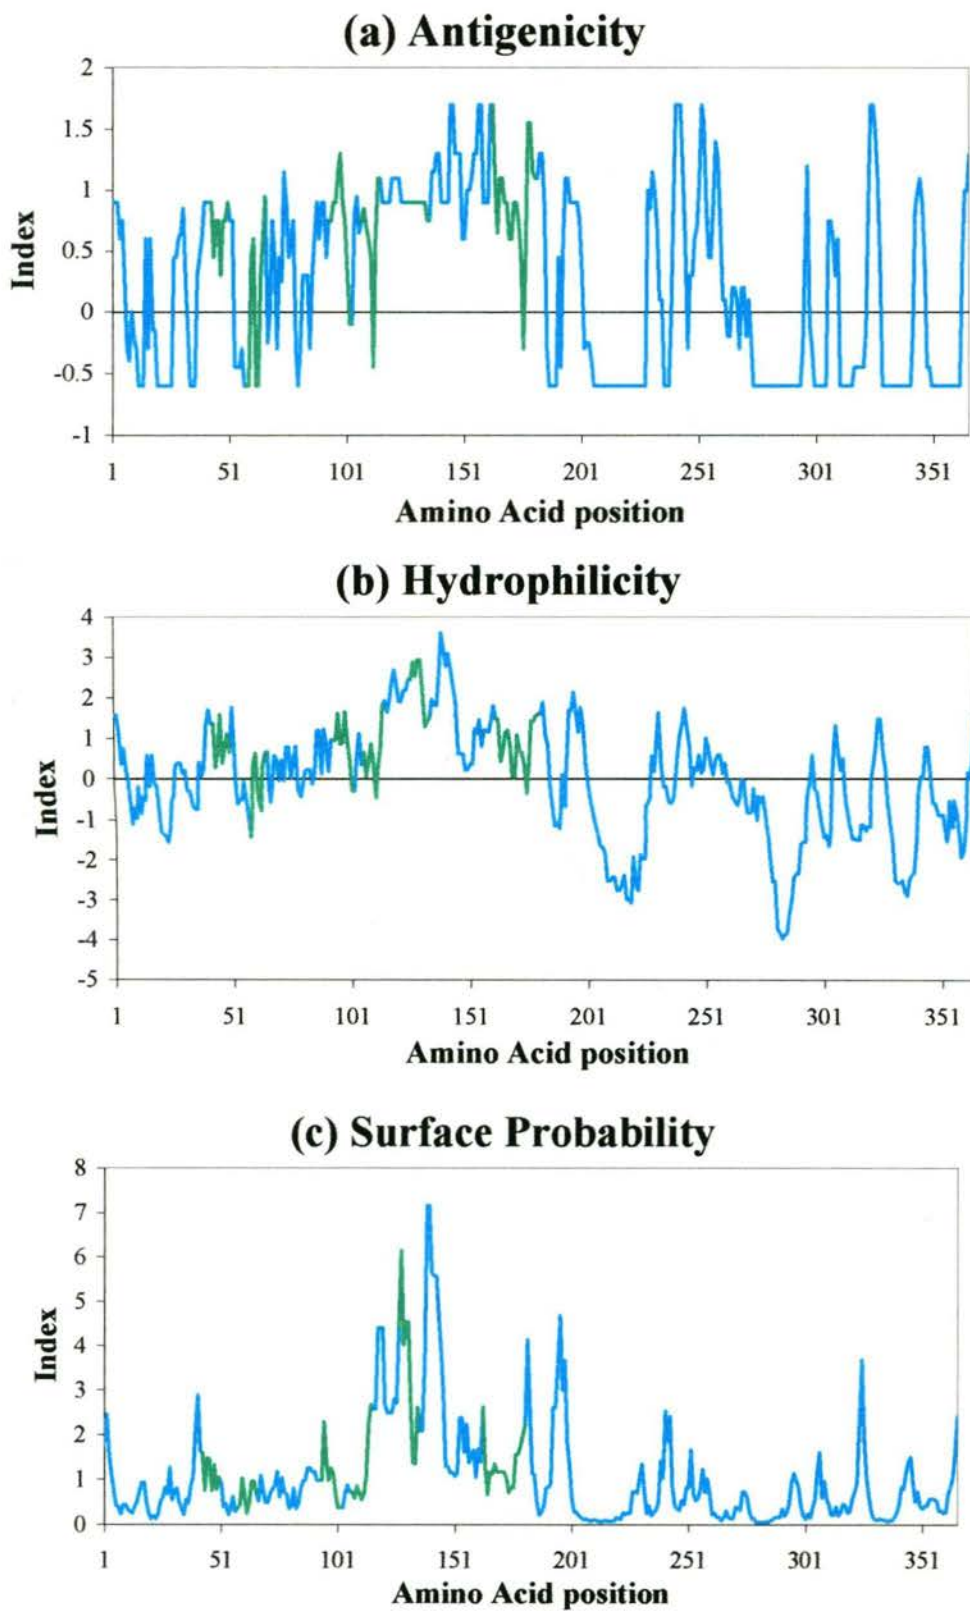 (a) Antigenicity
2
1.5
1
0.5
0
-0.5
-1
Index
1 51 101 151 201 251 301 351
Amino Acid position
(b) Hydrophilicity
4
3
2
1
0
-1
-2
-3
-4
-5
Index
1 51 101 151 201 251 301 351
Amino Acid position
(c) Surface Probability
8
7
6
5
4
3
2
1
0
Index
1 51 101 151 201 251 301 351
Amino Acid position